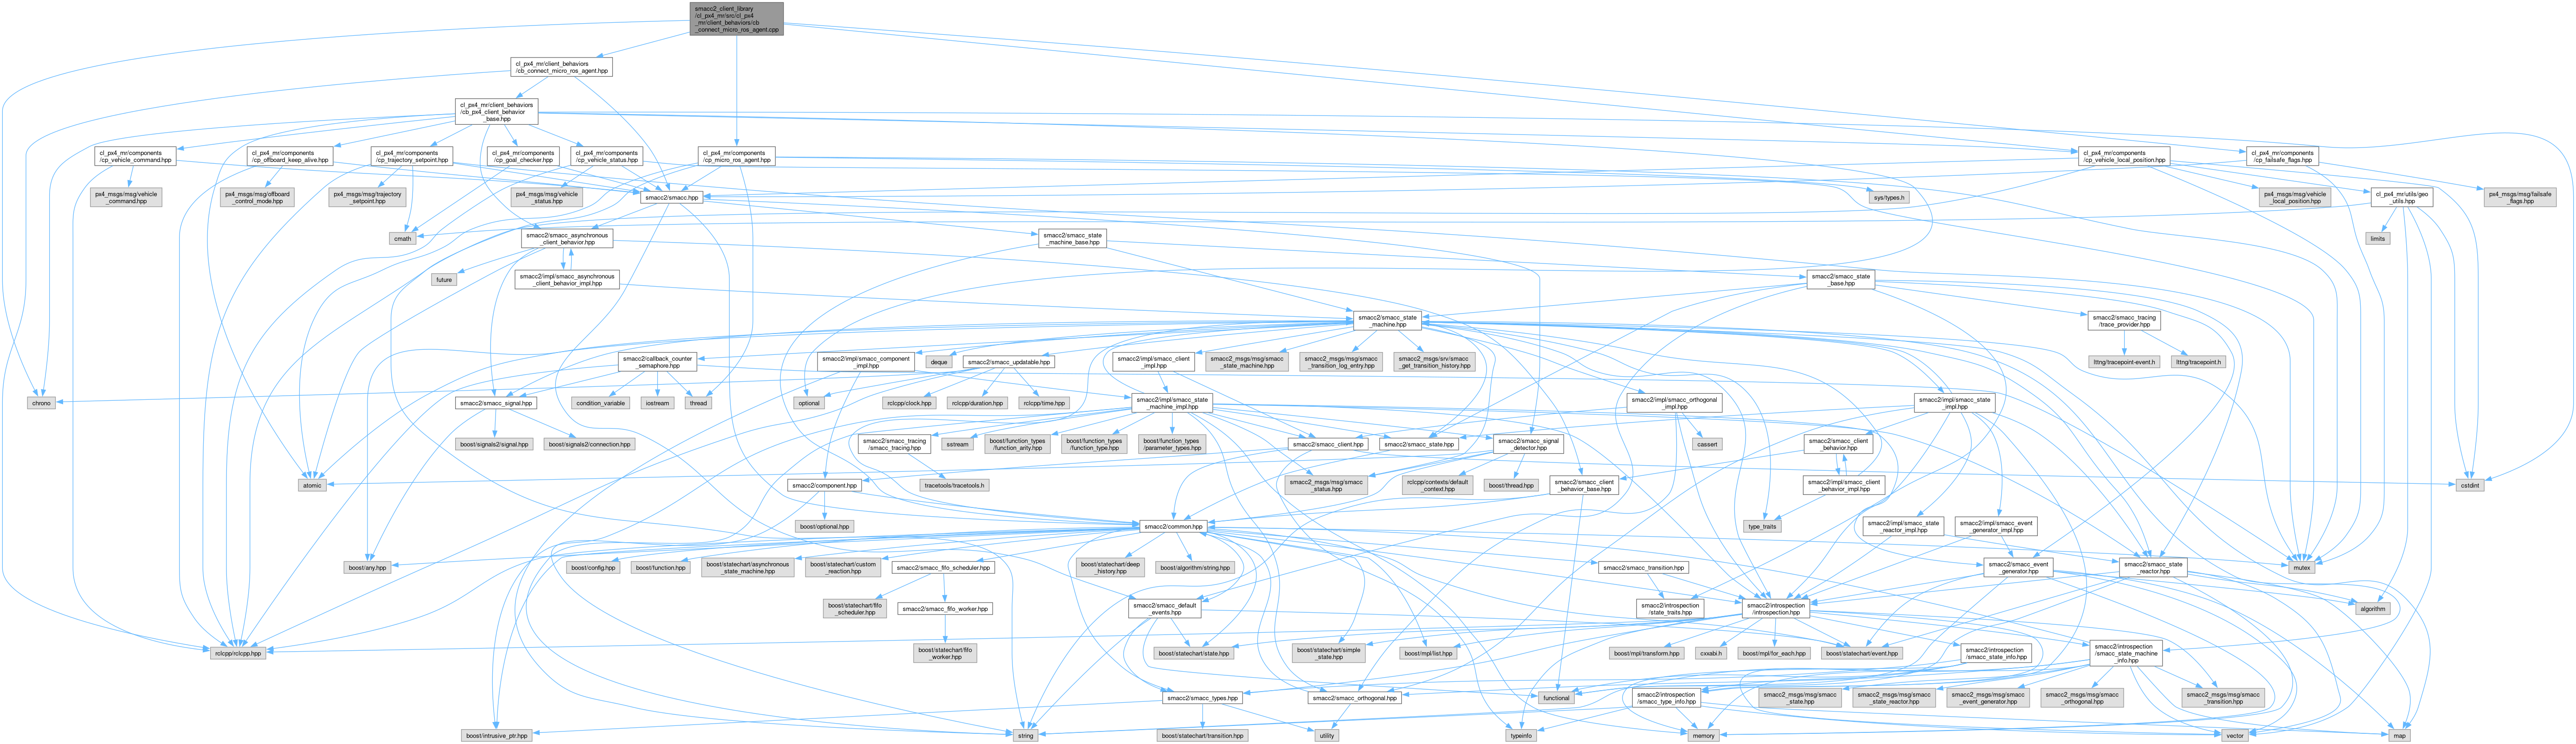 smacc2_client_library
/cl_px4_mr/src/cl_px4
_mr/client_behaviors/cb
_connect_micro_ros_agent.cpp
cl_px4_mr/client_behaviors
/cb_connect_micro_ros_agent.hpp
cl_px4_mr/client_behaviors
/cb_px4_client_behavior
_base.hpp
cl_px4_mr/components
/cp_vehicle_command.hpp
cl_px4_mr/components
/cp_offboard_keep_alive.hpp
cl_px4_mr/components
/cp_trajectory_setpoint.hpp
cl_px4_mr/components
/cp_goal_checker.hpp
cl_px4_mr/components
/cp_vehicle_status.hpp
cl_px4_mr/components
/cp_micro_ros_agent.hpp
cl_px4_mr/components
/cp_vehicle_local_position.hpp
cl_px4_mr/components
/cp_failsafe_flags.hpp
px4_msgs/msg/vehicle
_command.hpp
px4_msgs/msg/offboard
_control_mode.hpp
px4_msgs/msg/trajectory
_setpoint.hpp
px4_msgs/msg/vehicle
_status.hpp
smacc2/smacc.hpp
sys/types.h
px4_msgs/msg/vehicle
_local_position.hpp
cl_px4_mr/utils/geo
_utils.hpp
px4_msgs/msg/failsafe
_flags.hpp
cmath
smacc2/smacc_asynchronous
_client_behavior.hpp
smacc2/smacc_state
_machine_base.hpp
limits
future
smacc2/impl/smacc_asynchronous
_client_behavior_impl.hpp
smacc2/smacc_state
_base.hpp
smacc2/smacc_state
_machine.hpp
smacc2/smacc_tracing
/trace_provider.hpp
smacc2/callback_counter
_semaphore.hpp
smacc2/impl/smacc_component
_impl.hpp
deque
smacc2/smacc_updatable.hpp
smacc2/impl/smacc_client
_impl.hpp
smacc2_msgs/msg/smacc
_state_machine.hpp
smacc2_msgs/msg/smacc
_transition_log_entry.hpp
smacc2_msgs/srv/smacc
_get_transition_history.hpp
lttng/tracepoint-event.h
lttng/tracepoint.h
chrono
smacc2/smacc_signal.hpp
condition_variable
iostream
thread
optional
rclcpp/clock.hpp
rclcpp/duration.hpp
rclcpp/time.hpp
smacc2/impl/smacc_state
_machine_impl.hpp
smacc2/impl/smacc_orthogonal
_impl.hpp
smacc2/impl/smacc_state
_impl.hpp
boost/signals2/signal.hpp
boost/signals2/connection.hpp
smacc2/smacc_tracing
/smacc_tracing.hpp
sstream
boost/function_types
/function_arity.hpp
boost/function_types
/function_type.hpp
boost/function_types
/parameter_types.hpp
smacc2/smacc_client.hpp
smacc2/smacc_state.hpp
smacc2/smacc_signal
_detector.hpp
cassert
smacc2/smacc_client
_behavior.hpp
atomic
tracetools/tracetools.h
smacc2/component.hpp
smacc2_msgs/msg/smacc
_status.hpp
rclcpp/contexts/default
_context.hpp
boost/thread.hpp
smacc2/smacc_client
_behavior_base.hpp
smacc2/impl/smacc_client
_behavior_impl.hpp
cstdint
boost/optional.hpp
smacc2/common.hpp
type_traits
smacc2/impl/smacc_state
_reactor_impl.hpp
smacc2/impl/smacc_event
_generator_impl.hpp
boost/any.hpp
boost/config.hpp
boost/function.hpp
boost/statechart/asynchronous
_state_machine.hpp
boost/statechart/custom
_reaction.hpp
smacc2/smacc_fifo_scheduler.hpp
boost/statechart/deep
_history.hpp
boost/algorithm/string.hpp
smacc2/smacc_transition.hpp
smacc2/smacc_event
_generator.hpp
smacc2/smacc_state
_reactor.hpp
mutex
boost/statechart/fifo
_scheduler.hpp
smacc2/smacc_fifo_worker.hpp
smacc2/smacc_default
_events.hpp
smacc2/introspection
/state_traits.hpp
smacc2/introspection
/introspection.hpp
algorithm
rclcpp/rclcpp.hpp
boost/statechart/fifo
_worker.hpp
boost/statechart/state.hpp
boost/statechart/simple
_state.hpp
boost/mpl/list.hpp
boost/mpl/transform.hpp
cxxabi.h
boost/mpl/for_each.hpp
boost/statechart/event.hpp
smacc2/introspection
/smacc_state_info.hpp
smacc2/introspection
/smacc_state_machine
_info.hpp
smacc2/smacc_types.hpp
smacc2/smacc_orthogonal.hpp
functional
smacc2/introspection
/smacc_type_info.hpp
smacc2_msgs/msg/smacc
_state.hpp
smacc2_msgs/msg/smacc
_state_reactor.hpp
smacc2_msgs/msg/smacc
_event_generator.hpp
smacc2_msgs/msg/smacc
_orthogonal.hpp
smacc2_msgs/msg/smacc
_transition.hpp
boost/intrusive_ptr.hpp
string
boost/statechart/transition.hpp
utility
typeinfo
memory
vector
map